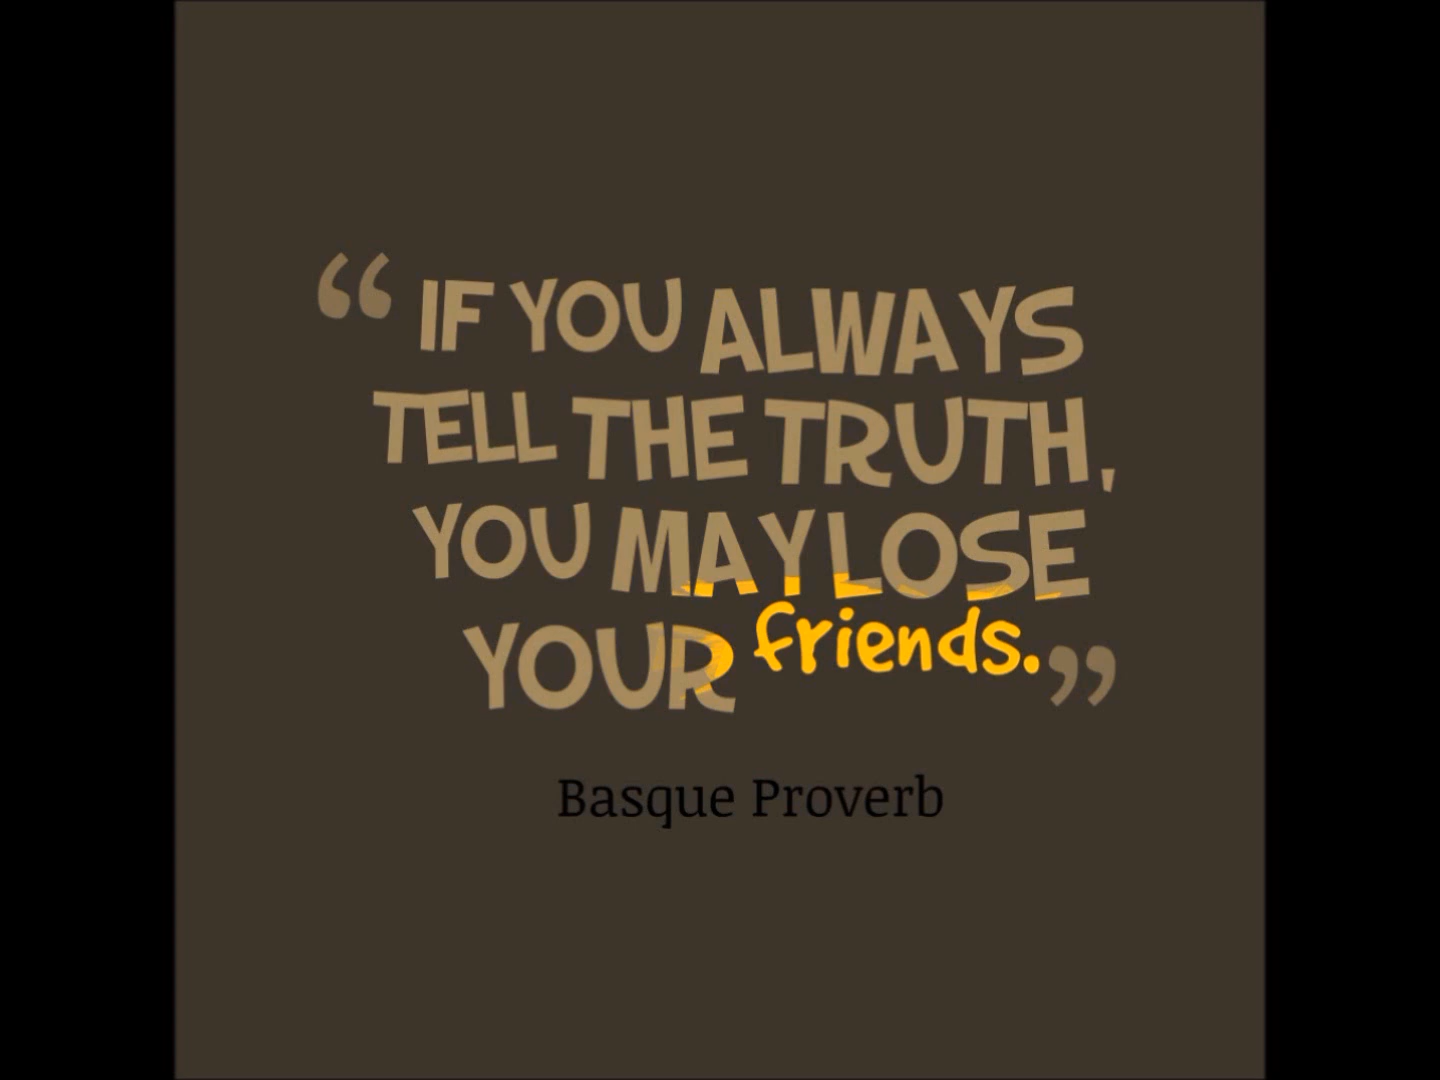 “ IF YOU ALWAYS
TELL THE TRUTH,
YOU MAY LOSE
YOUR friends. ”
Basque Proverb